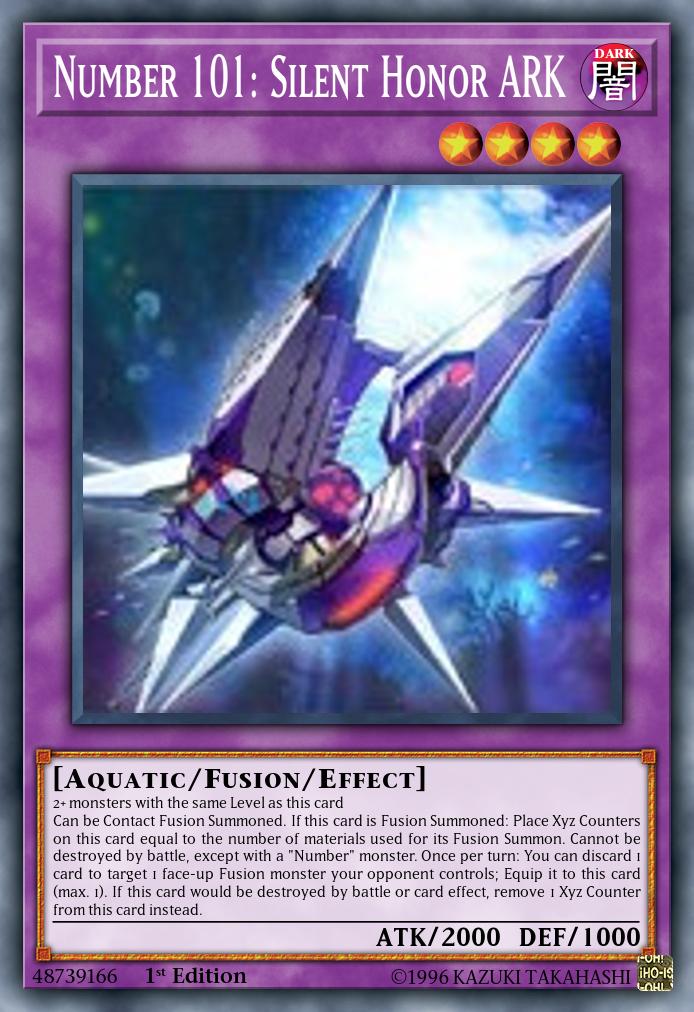 Number 101: Silent Honor ARK
DARK
闇
[Aquatic/Fusion/Effect]
2+ monsters with the same Level as this card
Can be Contact Fusion Summoned. If this card is Fusion Summoned: Place Xyz Counters
on this card equal to the number of materials used for its Fusion Summon. Cannot be
destroyed by battle, except with a "Number" monster. Once per turn: You can discard 1
card to target 1 face-up Fusion monster your opponent controls; Equip it to this card
(max. 1). If this card would be destroyed by battle or card effect, remove 1 Xyz Counter
from this card instead.
ATK/2000 DEF/1000
48739166 1st Edition ©1996 KAZUKI TAKAHASHI